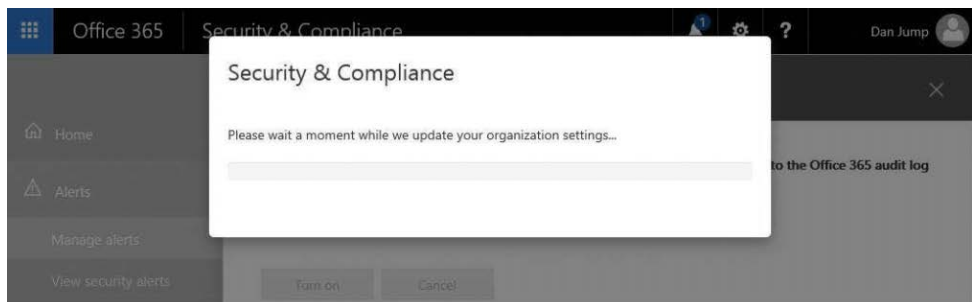 Office 365
Security & Compliance
1
?
Dan Jump
Security & Compliance
Please wait a moment while we update your organization settings...
Home
to the Office 365 audit log
Alerts
Manage alerts
View security alerts
Turn on
Cancel